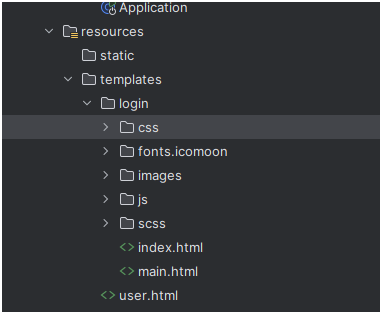 Application
resources
static
templates
login
css
fonts.icomoon
images
js
scss
<> index.html
<> main.html
<> user.html